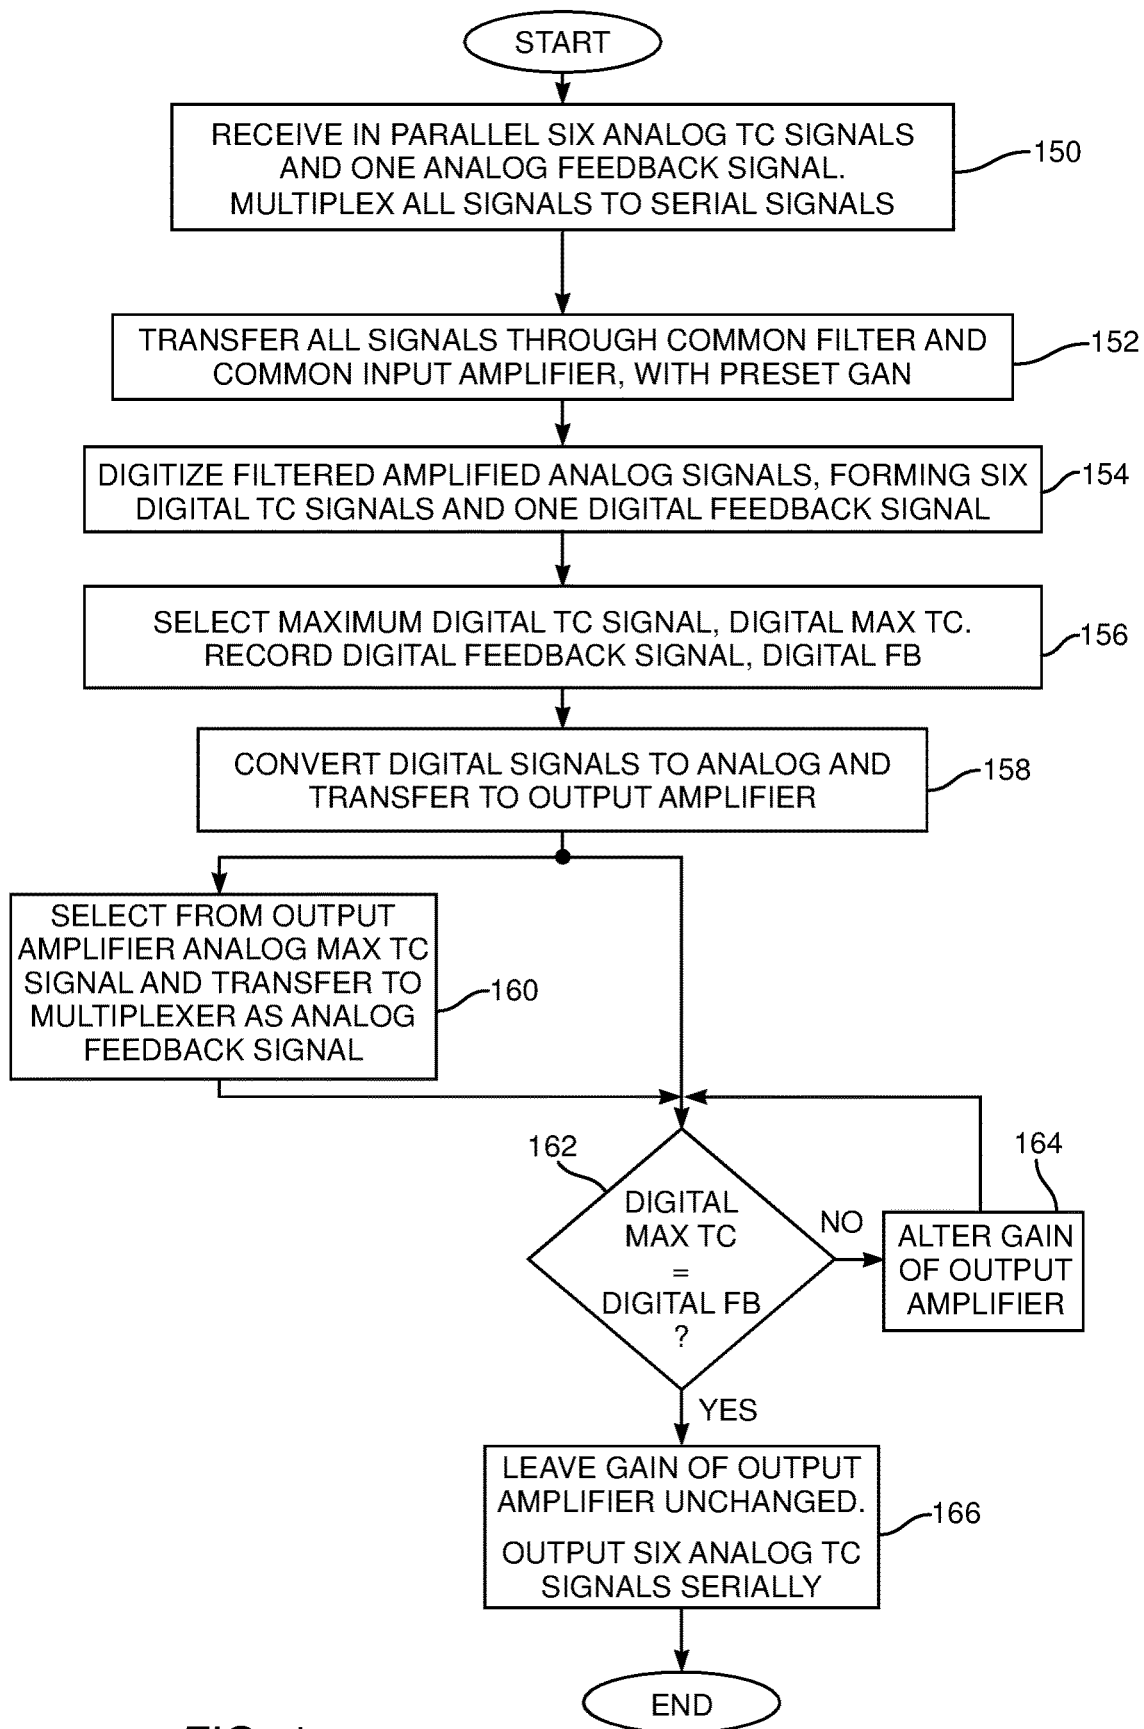 START
RECEIVE IN PARALLEL SIX ANALOG TC SIGNALS
AND ONE ANALOG FEEDBACK SIGNAL.
MULTIPLEX ALL SIGNALS TO SERIAL SIGNALS
150
TRANSFER ALL SIGNALS THROUGH COMMON FILTER AND
COMMON INPUT AMPLIFIER, WITH PRESET GAN
152
DIGITIZE FILTERED AMPLIFIED ANALOG SIGNALS, FORMING SIX
DIGITAL TC SIGNALS AND ONE DIGITAL FEEDBACK SIGNAL
154
SELECT MAXIMUM DIGITAL TC SIGNAL, DIGITAL MAX TC.
RECORD DIGITAL FEEDBACK SIGNAL, DIGITAL FB
156
CONVERT DIGITAL SIGNALS TO ANALOG AND
TRANSFER TO OUTPUT AMPLIFIER
158
SELECT FROM OUTPUT
AMPLIFIER ANALOG MAX TC
SIGNAL AND TRANSFER TO
MULTIPLEXER AS ANALOG
FEEDBACK SIGNAL
160
162
DIGITAL
MAX TC
=
DIGITAL FB
?
NO
164
ALTER GAIN
OF OUTPUT
AMPLIFIER
YES
LEAVE GAIN OF OUTPUT
AMPLIFIER UNCHANGED.
OUTPUT SIX ANALOG TC
SIGNALS SERIALLY
166
END